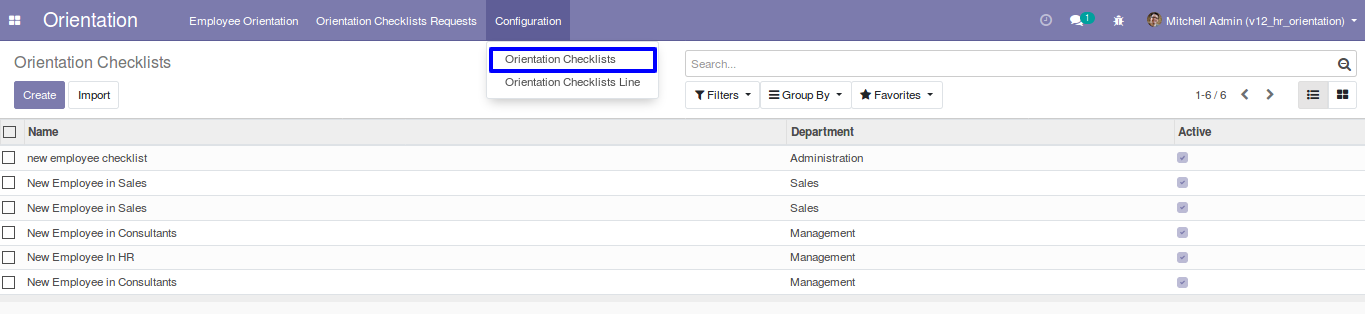 Orientation Employee Orientation Orientation Checklists Requests Configuration 1 Mitchell Admin (v12_hr_orientation)
Orientation Checklists
Orientation Checklists
Orientation Checklists Line
Search...
Create Import
Filters Group By Favorites 1-6 / 6
Name Department Active
new employee checklist Administration
New Employee in Sales Sales
New Employee in Sales Sales
New Employee in Consultants Management
New Employee In HR Management
New Employee in Consultants Management